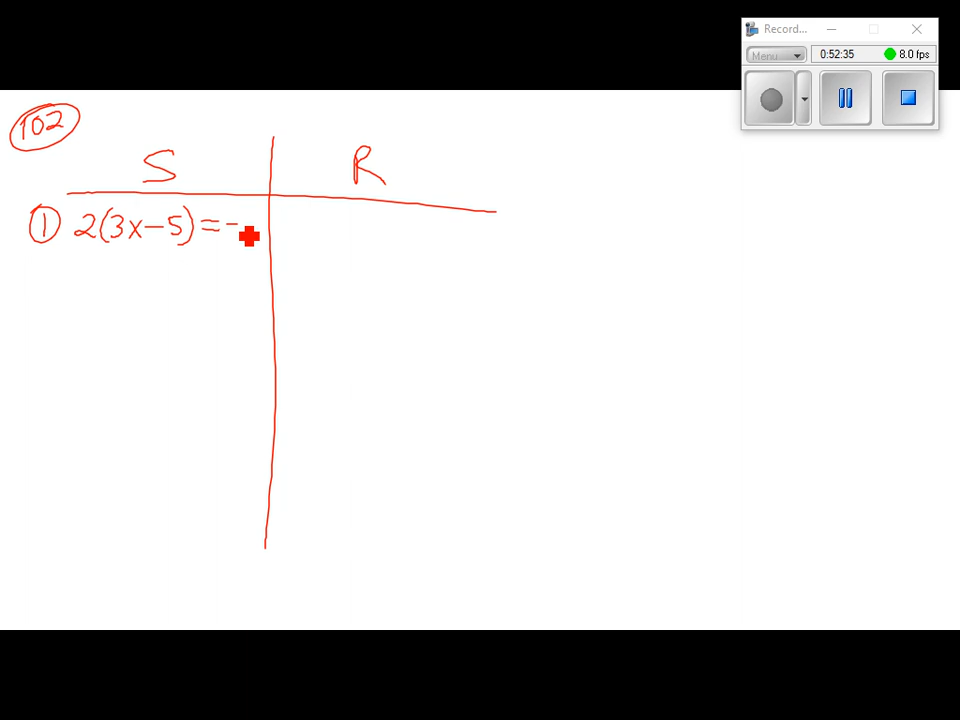 Record...
Menu
0:52:35
8.0 fps
102
S
R
① 2(3x-5)=-